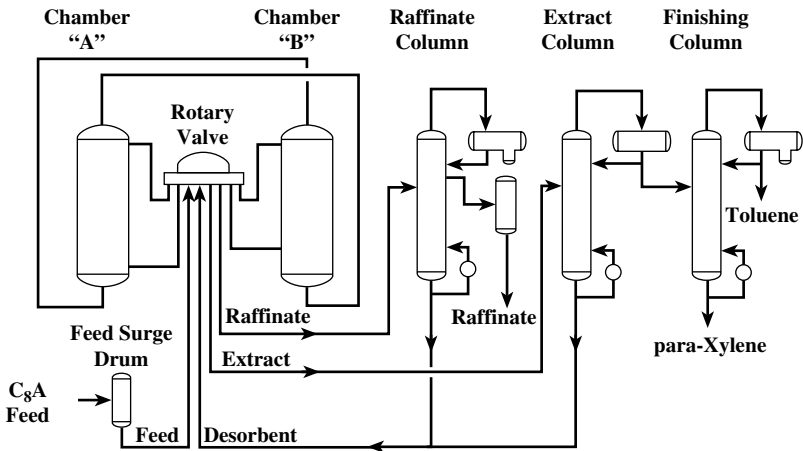 Chamber
“A”
Chamber
“B”
Raffinate
Column
Extract
Column
Finishing
Column
Rotary
Valve
Toluene
Raffinate
Raffinate
para-Xylene
Feed Surge
Drum
Extract
C₈A
Feed
Feed
Desorbent